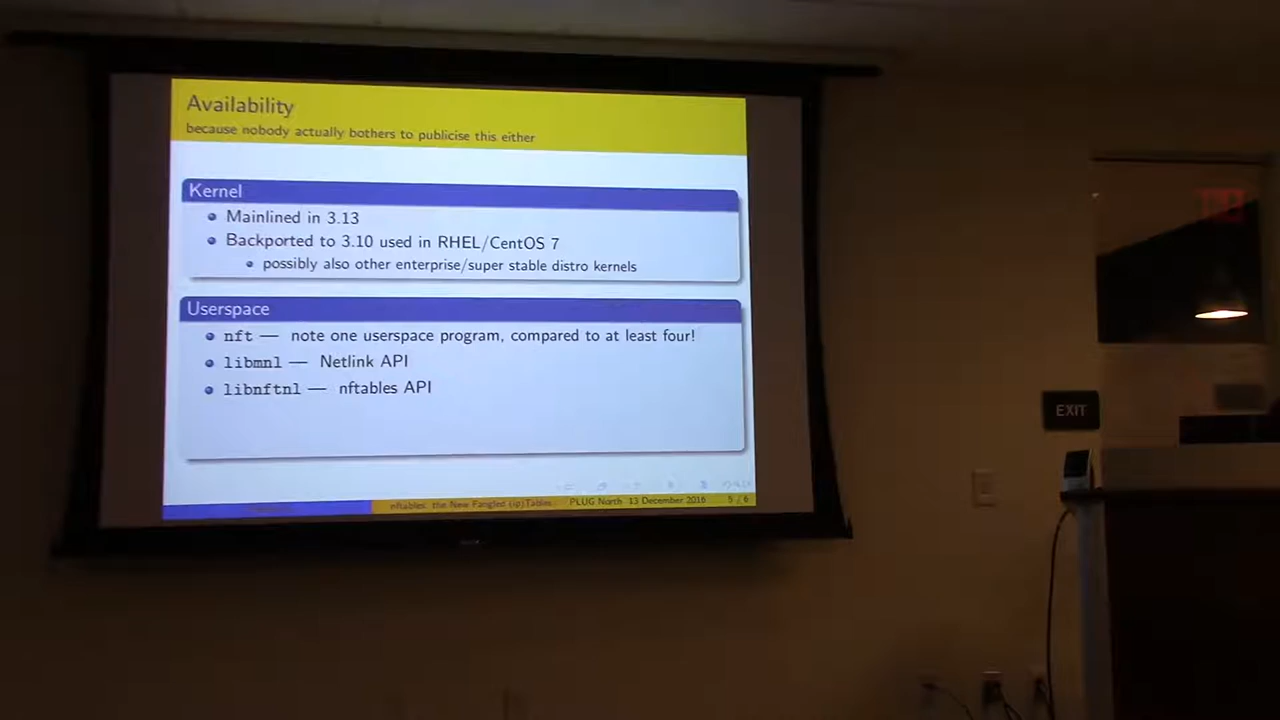 Availability
because nobody actually bothers to publicise this either
Kernel
Mainlined in 3.13
Backported to 3.10 used in RHEL/CentOS 7
possibly also other enterprise/super stable distro kernels
Userspace
nft — note one userspace program, compared to at least four!
libmnl — Netlink API
libnftnl — nftables API
nftables: the New Fangled (ip)Tables PLUG North 13 December 2016 5 / 6
EXIT